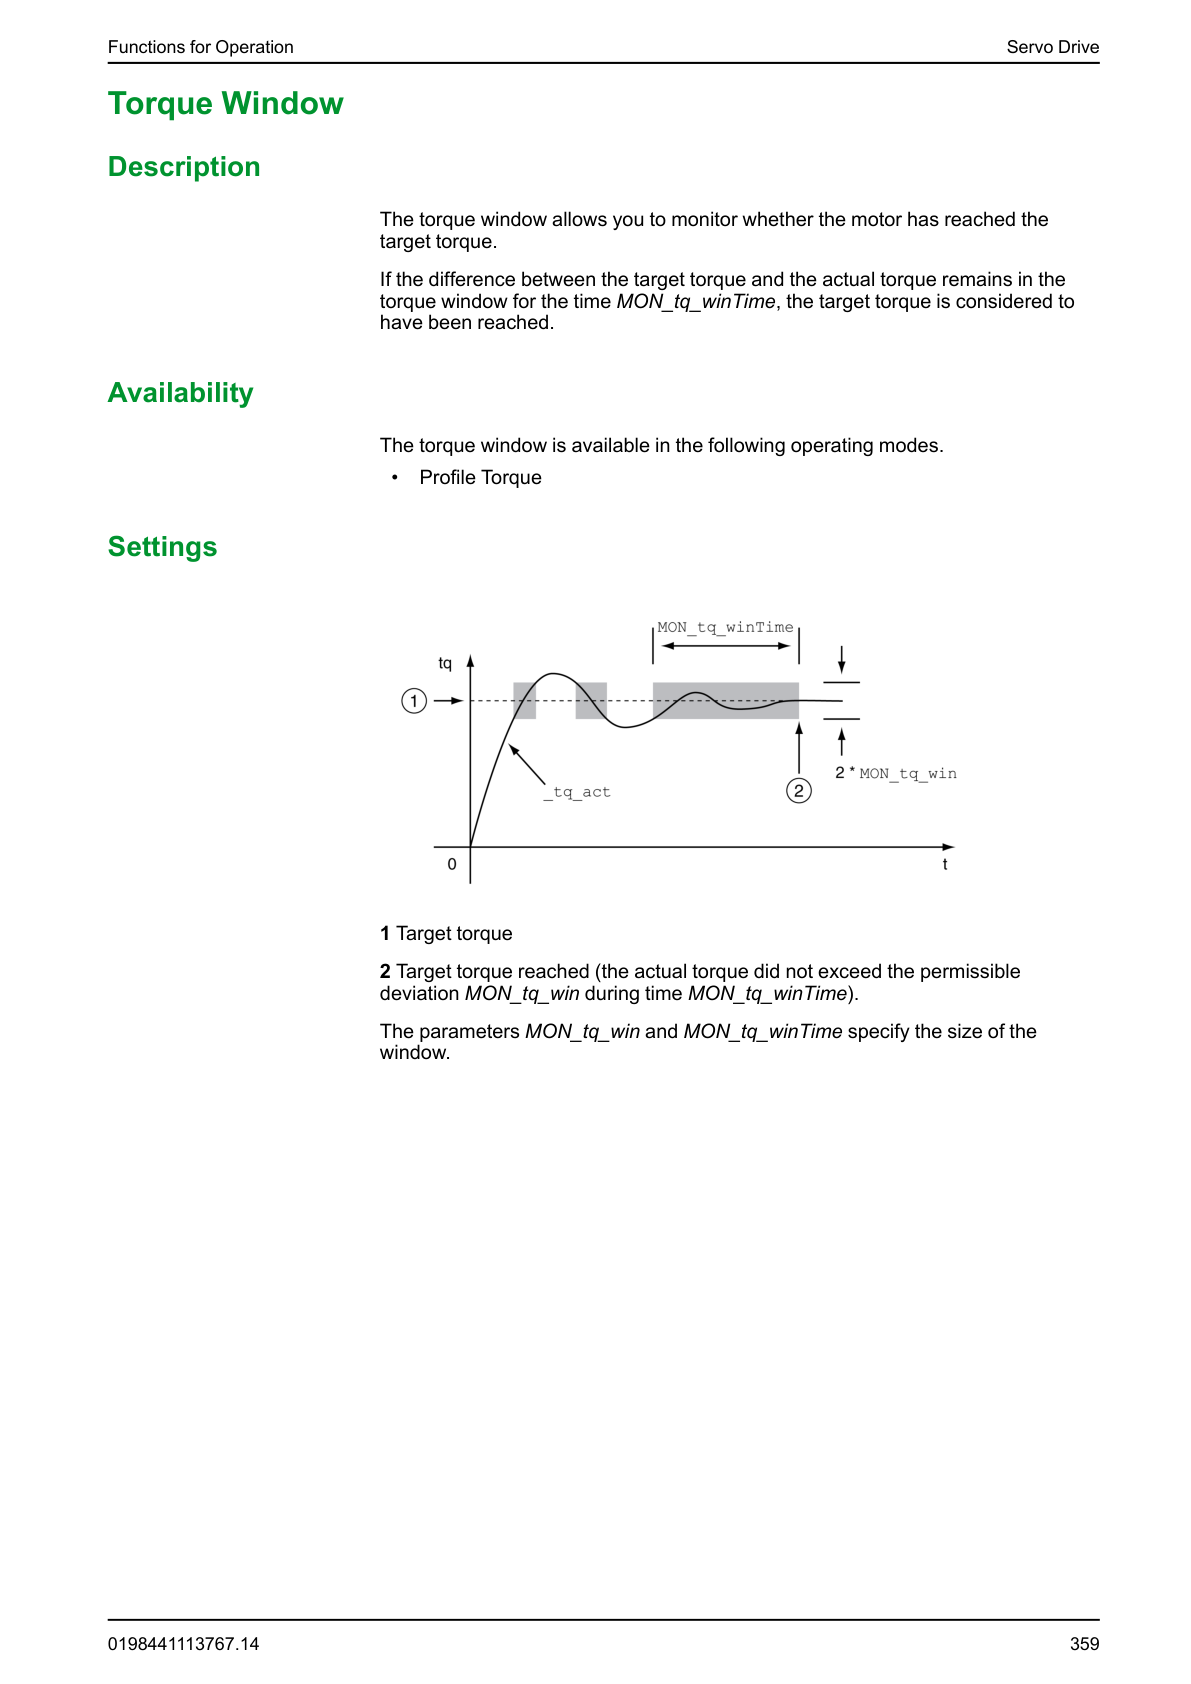 Functions for Operation
Servo Drive
Torque Window
Description
The torque window allows you to monitor whether the motor has reached the
target torque.
If the difference between the target torque and the actual torque remains in the
torque window for the time MON_tq_winTime, the target torque is considered to
have been reached.
Availability
The torque window is available in the following operating modes.
• Profile Torque
Settings
MON_tq_winTime
tq
1
2 * MON_tq_win
_tq_act
2
0
t
1 Target torque
2 Target torque reached (the actual torque did not exceed the permissible
deviation MON_tq_win during time MON_tq_winTime).
The parameters MON_tq_win and MON_tq_winTime specify the size of the
window.
0198441113767.14
359